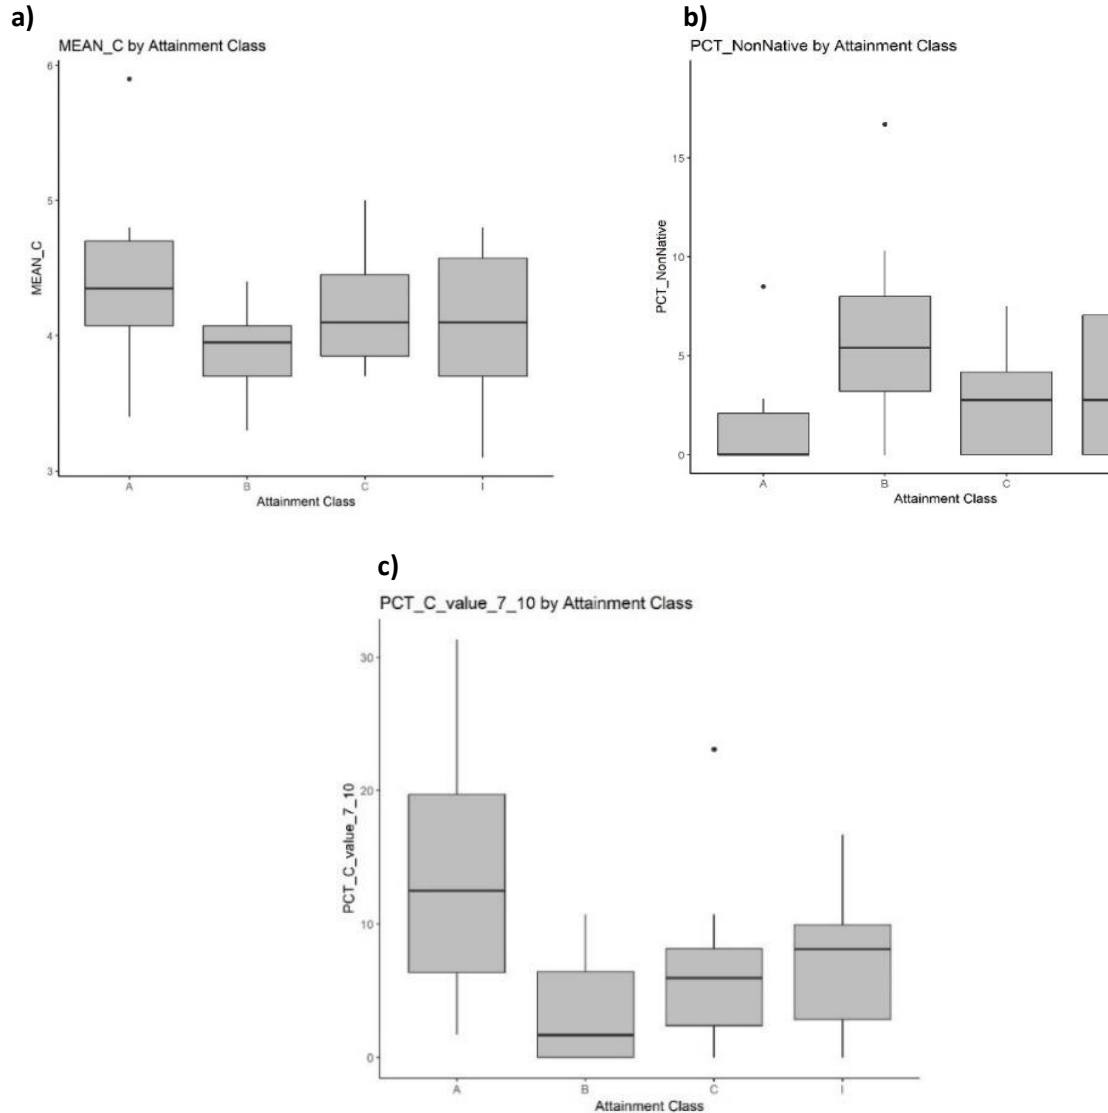 a)
MEAN_C by Attainment Class
6
5
4
3
MEAN_C
A B C I
Attainment Class
b)
PCT_NonNative by Attainment Class
15
10
5
0
PCT_NonNative
A B C
Attainment Class
c)
PCT_C_value_7_10 by Attainment Class
30
20
10
0
PCT_C_value_7_10
A B C I
Attainment Class